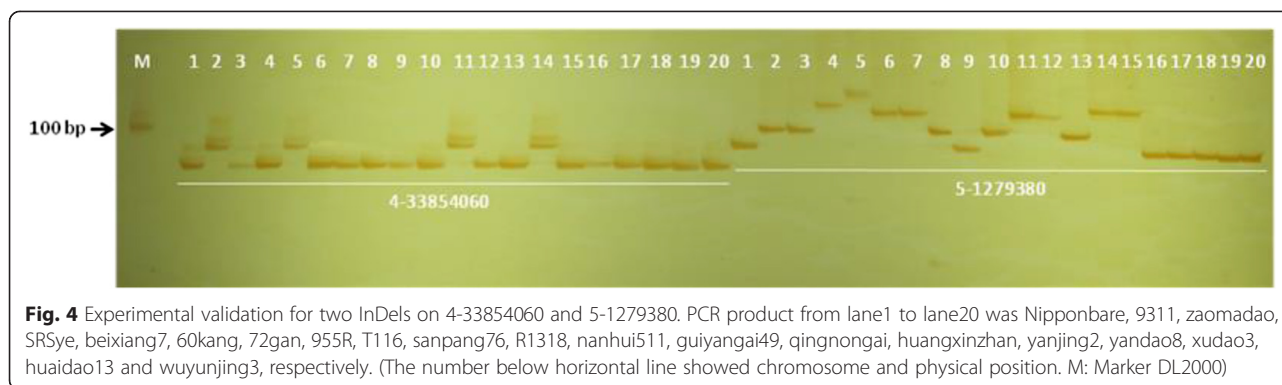 M 1 2 3 4 5 6 7 8 9 10 11 12 13 14 15 16 17 18 19 20 1 2 3 4 5 6 7 8 9 10 11 12 13 14 15 16 17 18 19 20
100 bp
4-33854060 5-1279380
Fig. 4 Experimental validation for two InDels on 4-33854060 and 5-1279380. PCR product from lane1 to lane20 was Nipponbare, 9311, zaomadao,
SRSye, beixiang7, 60kang, 72gan, 955R, T116, sanpang76, R1318, nanhui511, guiyangai49, qingnongai, huangxinzhan, yanjing2, yandao8, xudao3,
huaidao13 and wuyunjing3, respectively. (The number below horizontal line showed chromosome and physical position. M: Marker DL2000)